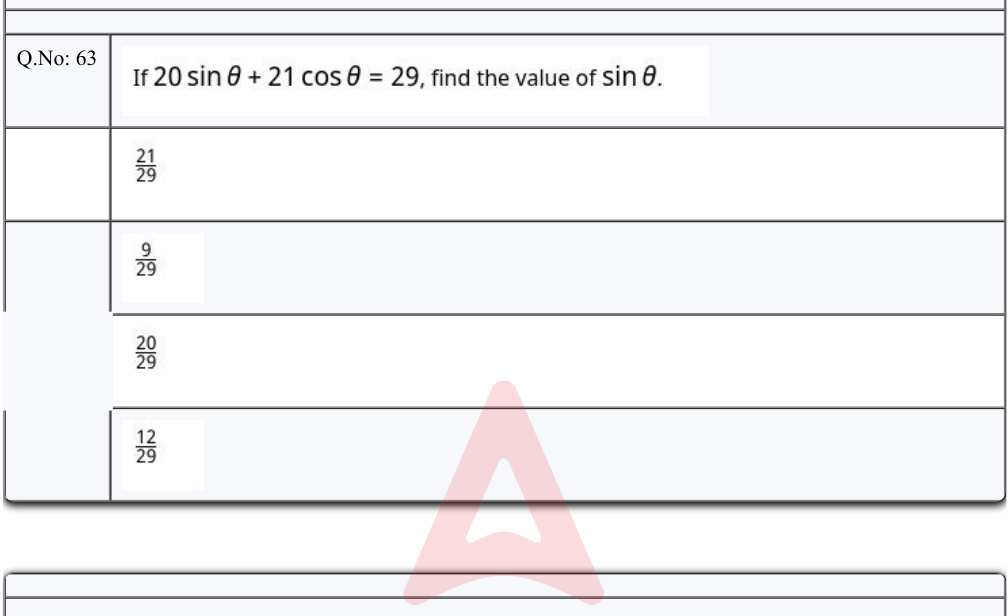 Q.No: 63
If 20 sin θ + 21 cos θ = 29, find the value of sin θ.
21/29
9/29
20/29
12/29